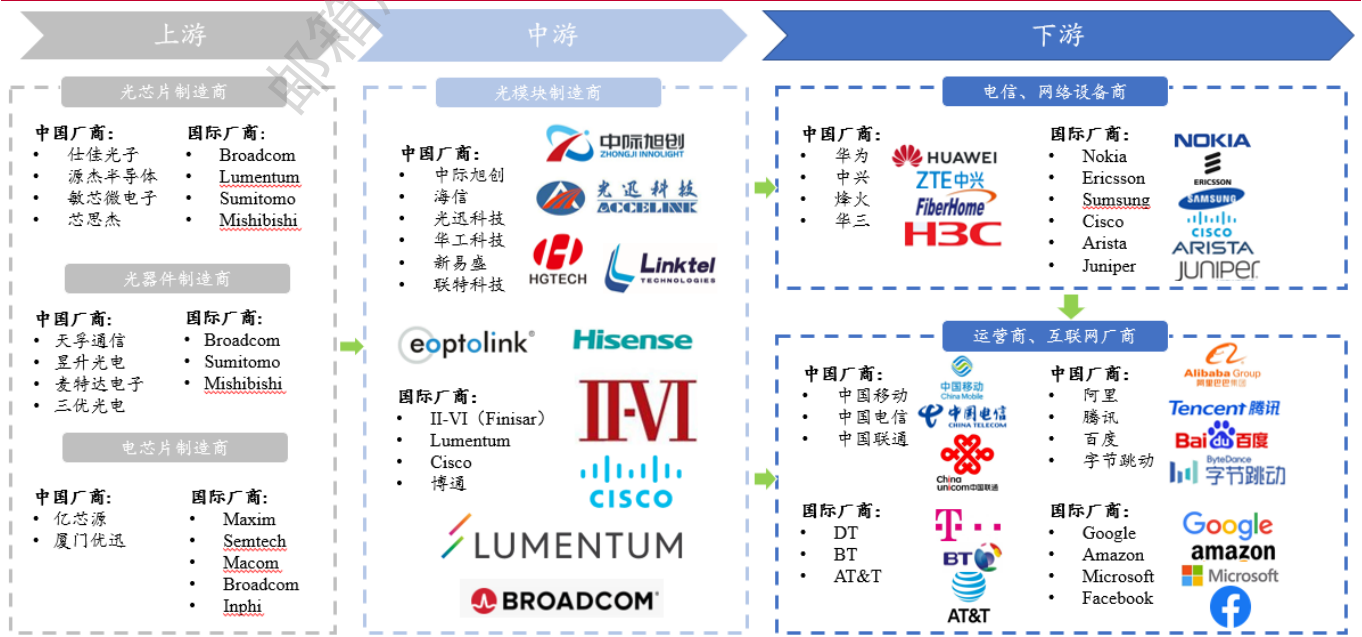 上游
中游
下游
邮箱
光芯片制造商
中国厂商:
• 仕佳光子
• 源杰半导体
• 敏芯微电子
• 芯思杰
国际厂商:
• Broadcom
• Lumentum
• Sumitomo
• Mishibishi
光器件制造商
中国厂商:
• 天孚通信
• 昱升光电
• 麦特达电子
• 三优光电
国际厂商:
• Broadcom
• Sumitomo
• Mishibishi
电芯片制造商
中国厂商:
• 亿芯源
• 厦门优迅
国际厂商:
• Maxim
• Semtech
• Macom
• Broadcom
• Inphi
光模块制造商
中国厂商:
• 中际旭创
• 海信
• 光迅科技
• 华工科技
• 新易盛
• 联特科技
中际旭创
ZHONGJI INNOLIGHT
光迅科技
ACCELINK
HGTECH
Linktel
TECHNOLOGIES
eoptolink®
Hisense
国际厂商:
• II-VI（Finisar）
• Lumentum
• Cisco
• 博通
II-VI
CISCO
LUMENTUM
BROADCOM®
电信、网络设备商
中国厂商:
• 华为
• 中兴
• 烽火
• 华三
HUAWEI
ZTE中兴
FiberHome
H3C
国际厂商:
• Nokia
• Ericsson
• Sumsung
• Cisco
• Arista
• Juniper
NOKIA
ERICSSON
SAMSUNG
CISCO
ARISTA
JUNIPER
运营商、互联网厂商
中国厂商:
• 中国移动
• 中国电信
• 中国联通
中国移动
China Mobile
中国电信
CHINA TELECOM
China
unicom中国联通
中国厂商:
• 阿里
• 腾讯
• 百度
• 字节跳动
Alibaba Group
阿里巴巴集团
Tencent 腾讯
Bai du 百度
ByteDance
字节跳动
国际厂商:
• DT
• BT
• AT&T
T
BT
AT&T
国际厂商:
• Google
• Amazon
• Microsoft
• Facebook
Google
amazon
Microsoft
f